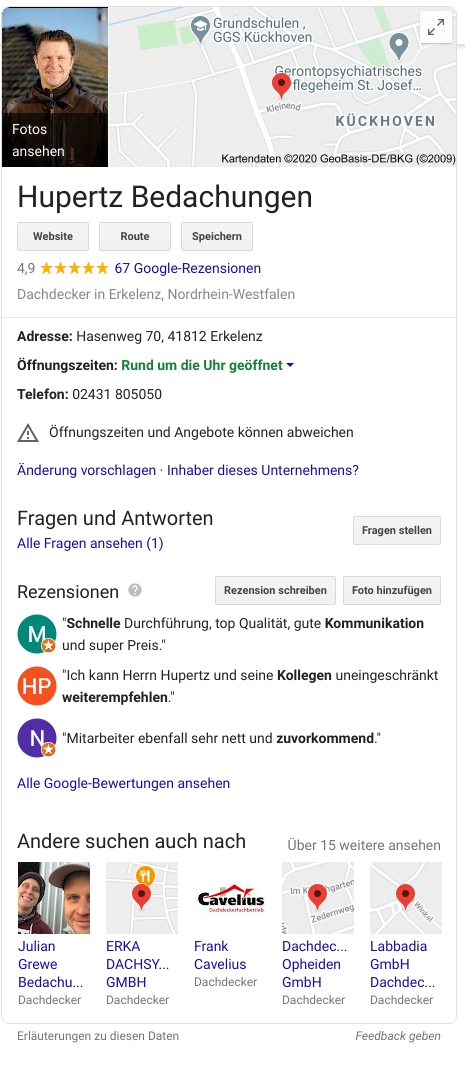 Grundschulen ,
GGS Kückhoven
Gerontopsychiatrisches
flegeheim St. Josef...
Kleinend
KÜCKHOVEN
Fotos
ansehen
Kartendaten ©2020 GeoBasis-DE/BKG (©2009)
Hupertz Bedachungen
Website Route Speichern
4,9 67 Google-Rezensionen
Dachdecker in Erkelenz, Nordrhein-Westfalen
Adresse: Hasenweg 70, 41812 Erkelenz
Öffnungszeiten: Rund um die Uhr geöffnet
Telefon: 02431 805050
Öffnungszeiten und Angebote können abweichen
Änderung vorschlagen · Inhaber dieses Unternehmens?
Fragen und Antworten
Fragen stellen
Alle Fragen ansehen (1)
Rezensionen ? Rezension schreiben Foto hinzufügen
M "Schnelle Durchführung, top Qualität, gute Kommunikation
und super Preis."
HP "Ich kann Herrn Hupertz und seine Kollegen uneingeschränkt
weiterempfehlen."
N "Mitarbeiter ebenfall sehr nett und zuvorkommend."
Alle Google-Bewertungen ansehen
Andere suchen auch nach Über 15 weitere ansehen
Cavelius
Dachdeckerfachbetrieb
Im K
garten
Zedernweg
Winkel
Julian
Grewe
Bedachu...
Dachdecker
ERKA
DACHSY...
GMBH
Dachdecker
Frank
Cavelius
Dachdecker
Dachdec...
Opheiden
GmbH
Dachdecker
Labbadia
GmbH
Dachdec...
Dachdecker
Erläuterungen zu diesen Daten Feedback geben